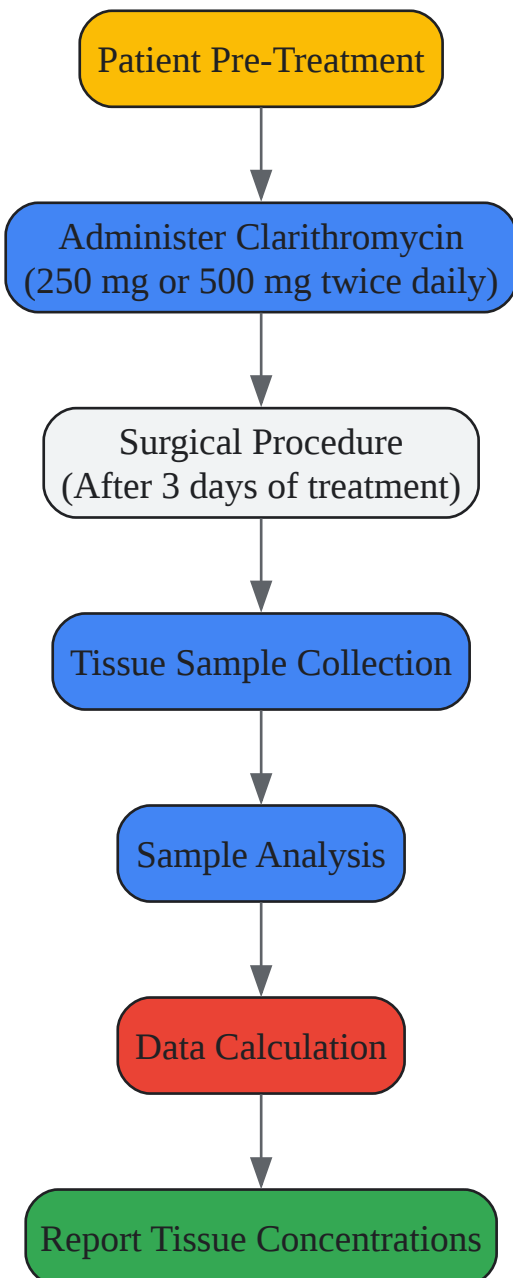 Patient Pre-Treatment
Administer Clarithromycin
(250 mg or 500 mg twice daily)
Surgical Procedure
(After 3 days of treatment)
Tissue Sample Collection
Sample Analysis
Data Calculation
Report Tissue Concentrations